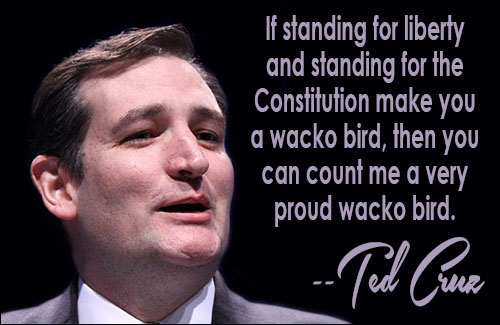 If standing for liberty
and standing for the
Constitution make you
a wacko bird, then you
can count me a very
proud wacko bird.
--Ted Cruz